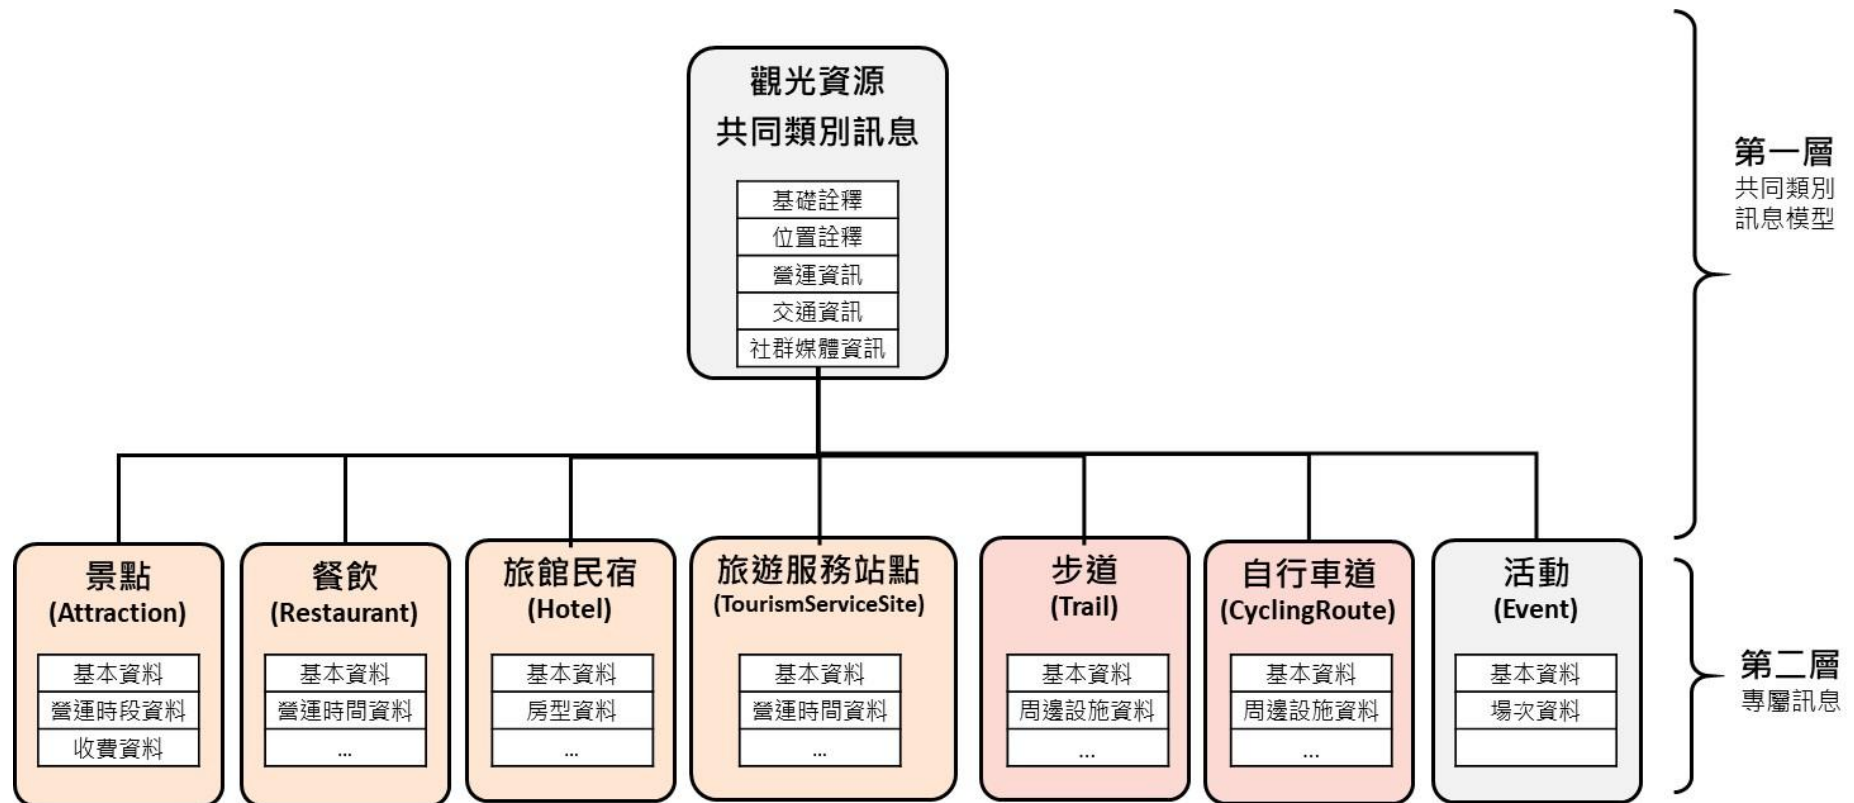 觀光資源
共同類別訊息
基礎詮釋
位置詮釋
營運資訊
交通資訊
社群媒體資訊
第一層
共同類別
訊息模型
景點
(Attraction)
基本資料
營運時段資料
收費資料
餐飲
(Restaurant)
基本資料
營運時間資料
...
旅館民宿
(Hotel)
基本資料
房型資料
...
旅遊服務站點
(TourismServiceSite)
基本資料
營運時間資料
...
步道
(Trail)
基本資料
周邊設施資料
...
自行車道
(CyclingRoute)
基本資料
周邊設施資料
...
活動
(Event)
基本資料
場次資料
第二層
專屬訊息